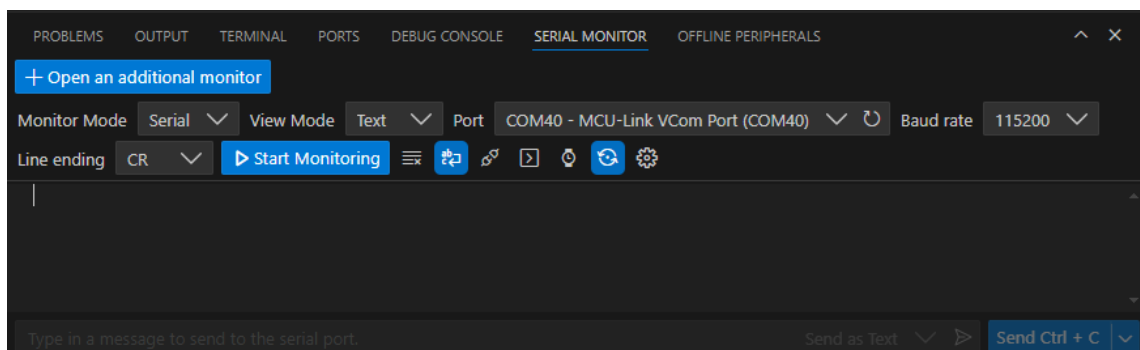 PROBLEMS OUTPUT TERMINAL PORTS DEBUG CONSOLE SERIAL MONITOR OFFLINE PERIPHERALS
+ Open an additional monitor
Monitor Mode Serial View Mode Text Port COM40 - MCU-Link VCom Port (COM40) Baud rate 115200
Line ending CR Start Monitoring
Type in a message to send to the serial port. Send as Text Send Ctrl + C